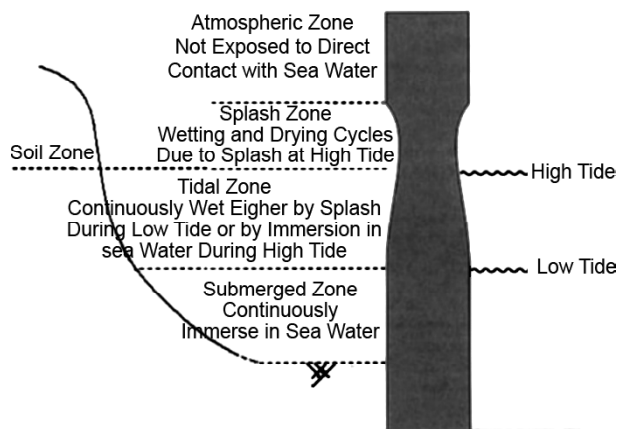 Atmospheric Zone
Not Exposed to Direct
Contact with Sea Water
Splash Zone
Wetting and Drying Cycles
Due to Splash at High Tide
Soil Zone
High Tide
Tidal Zone
Continuously Wet Eigher by Splash
During Low Tide or by Immersion in
sea Water During High Tide
Low Tide
Submerged Zone
Continuously
Immerse in Sea Water